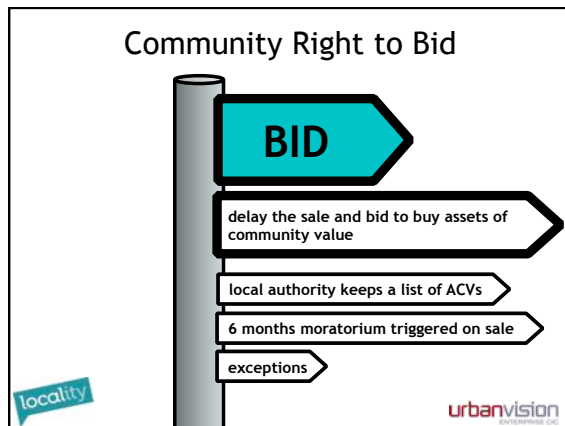 Community Right to Bid
BID
delay the sale and bid to buy assets of
community value
local authority keeps a list of ACVs
6 months moratorium triggered on sale
exceptions
locality
urbanvision
ENTERPRISE CIC